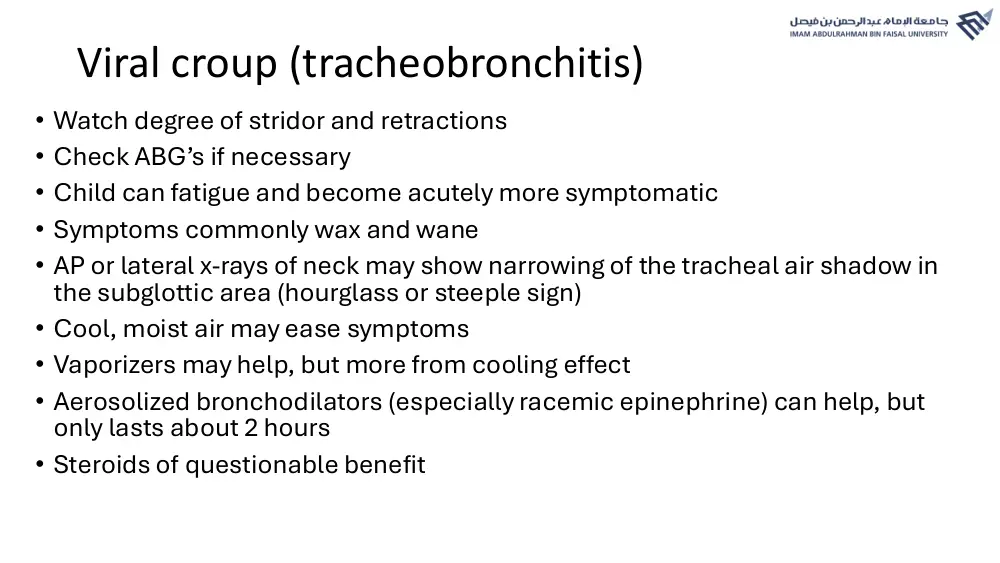 جامعة الإمام عبدالرحمن بن فيصل
IMAM ABDULRAHMAN BIN FAISAL UNIVERSITY
Viral croup (tracheobronchitis)
• Watch degree of stridor and retractions
• Check ABG’s if necessary
• Child can fatigue and become acutely more symptomatic
• Symptoms commonly wax and wane
• AP or lateral x-rays of neck may show narrowing of the tracheal air shadow in
the subglottic area (hourglass or steeple sign)
• Cool, moist air may ease symptoms
• Vaporizers may help, but more from cooling effect
• Aerosolized bronchodilators (especially racemic epinephrine) can help, but
only lasts about 2 hours
• Steroids of questionable benefit